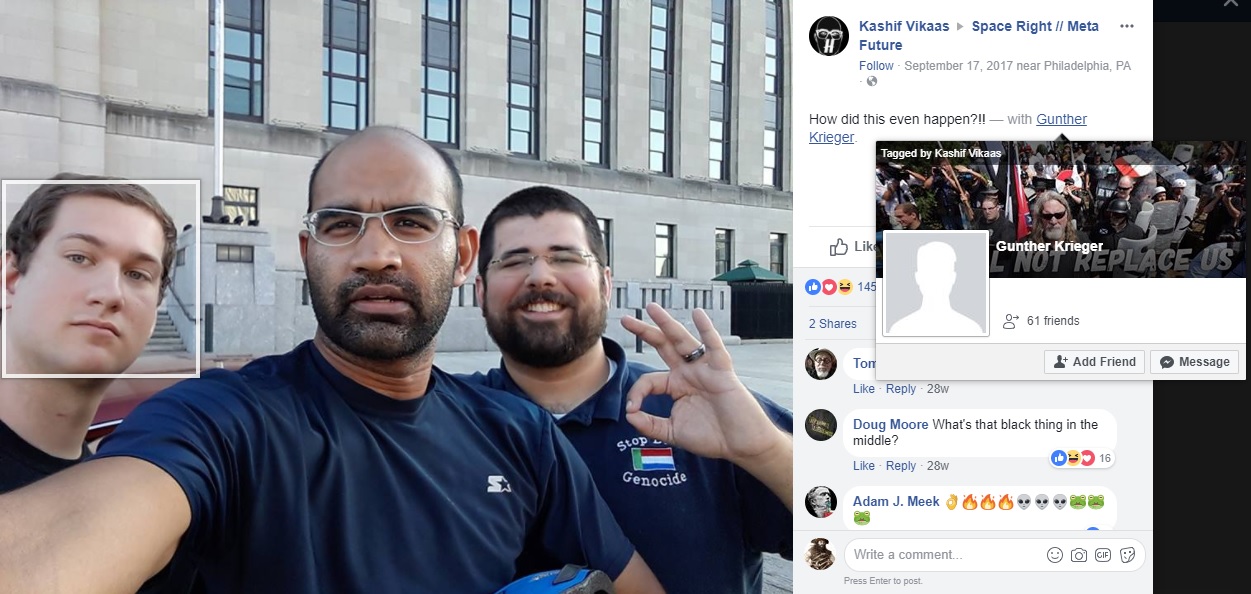 Kashif Vikaas ▸ Space Right // Meta
Future
Follow · September 17, 2017 near Philadelphia, PA
·
How did this even happen?!! — with Gunther
Krieger.
Tagged by Kashif Vikaas
Gunther Krieger
L NOT REPLACE US
61 friends
Add Friend
Message
Like
145
2 Shares
Tom
Like · Reply · 28w
Doug Moore What's that black thing in the
middle?
16
Like · Reply · 28w
Adam J. Meek 👌🔥🔥🔥👽👽👽🐸🐸
🐸
Write a comment...
GIF
Press Enter to post.
Stop
Genocide